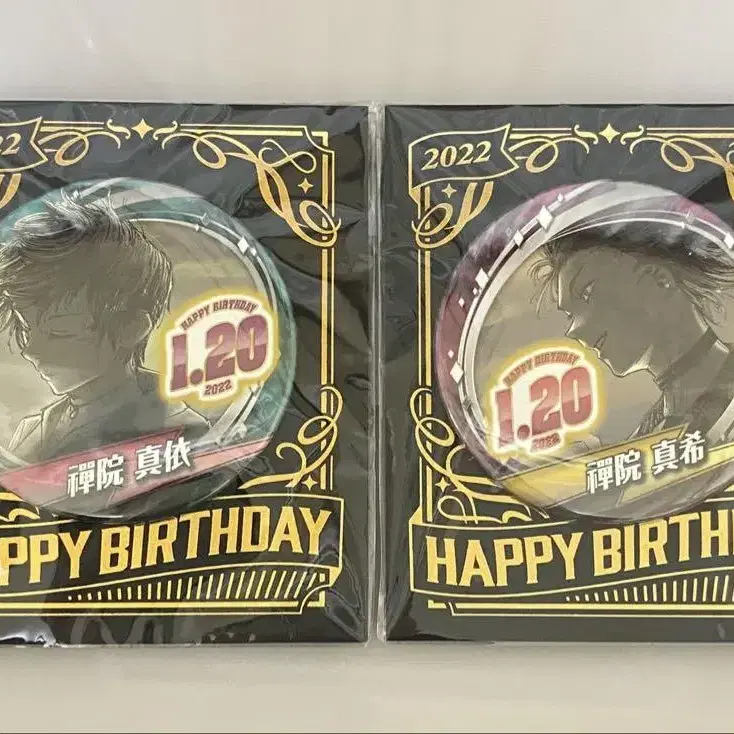 22
HAPPY BIRTHDAY
1.20
2022
禪院 真依
PPY BIRTHDAY
2022
HAPPY BIRTHDAY
1.20
2022
禪院 真希
HAPPY BIRTH